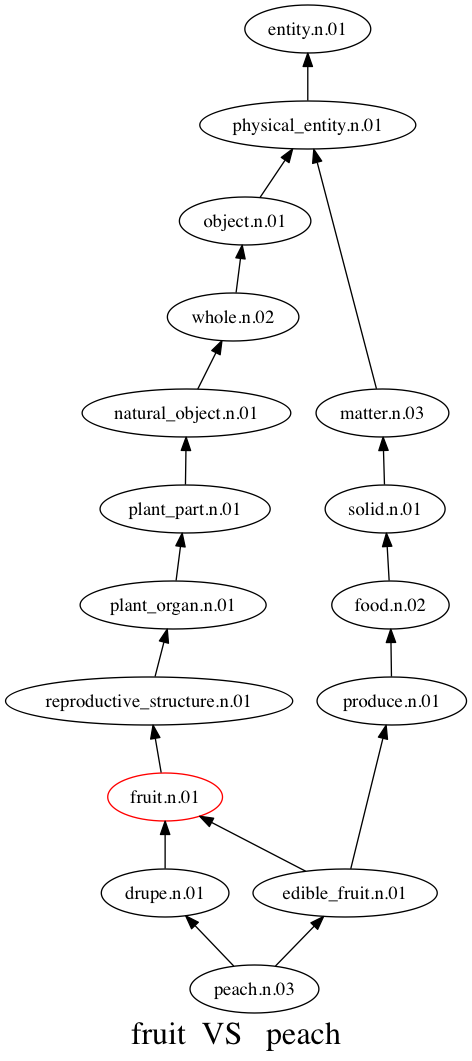 entity.n.01
physical_entity.n.01
object.n.01
whole.n.02
natural_object.n.01
matter.n.03
plant_part.n.01
solid.n.01
plant_organ.n.01
food.n.02
reproductive_structure.n.01
produce.n.01
fruit.n.01
drupe.n.01
edible_fruit.n.01
peach.n.03
fruit VS peach